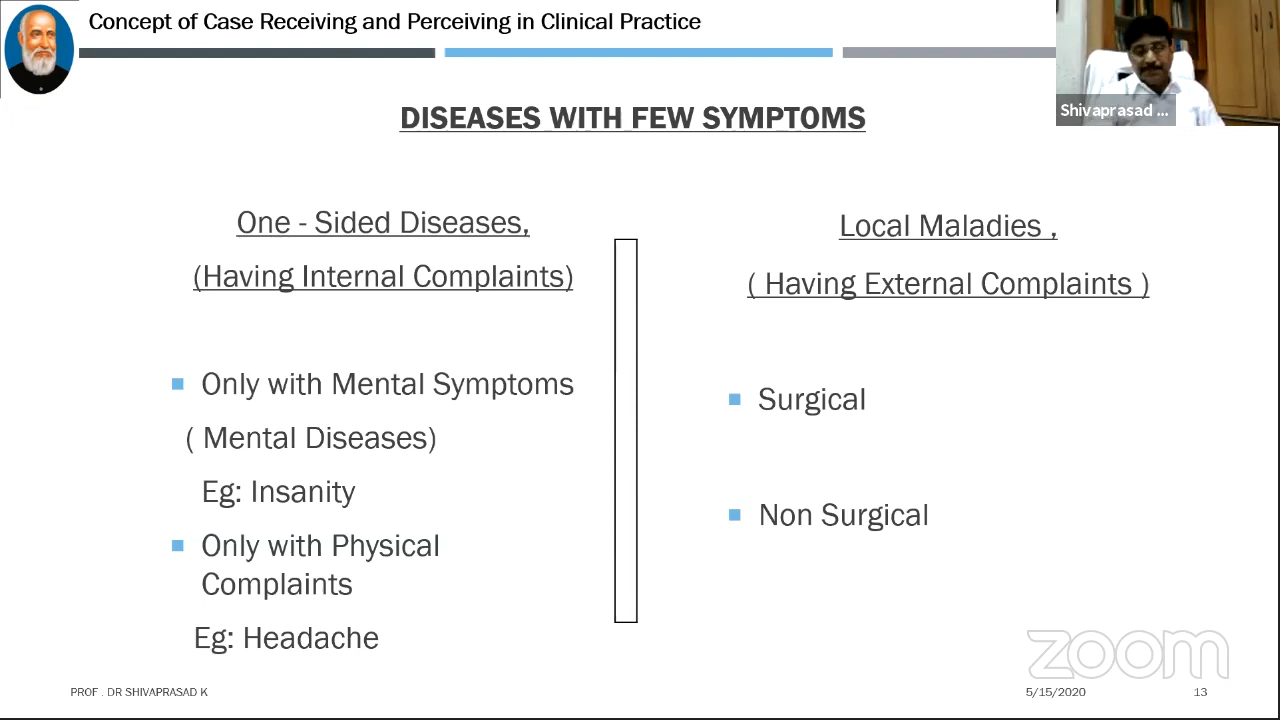 Concept of Case Receiving and Perceiving in Clinical Practice
Shivaprasad ...
DISEASES WITH FEW SYMPTOMS
One - Sided Diseases,
(Having Internal Complaints)
Only with Mental Symptoms
( Mental Diseases)
Eg: Insanity
Only with Physical
Complaints
Eg: Headache
Local Maladies ,
( Having External Complaints )
Surgical
Non Surgical
zoom
PROF . DR SHIVAPRASAD K
5/15/2020
13